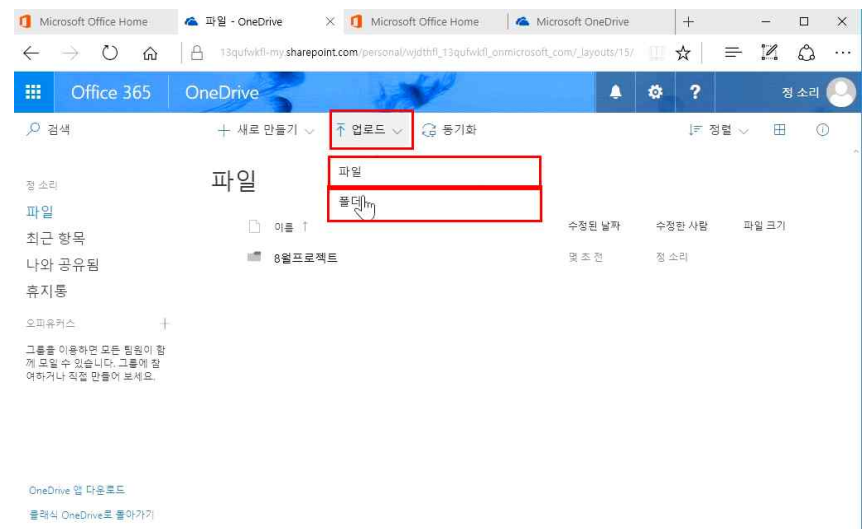 Microsoft Office Home
파일 - OneDrive
Microsoft Office Home
Microsoft OneDrive
13qufwkfl-my.sharepoint.com/personal/wjdthfl_13qufwkfl_onmicrosoft_com/_layouts/15/
Office 365
OneDrive
?
정 소리
검색
새로 만들기
업로드
동기화
정렬
파일
폴더
정 소리
파일
최근 항목
나와 공유됨
휴지통
오피유커스
그룹을 이용하면 모든 팀원이 함
께 모일 수 있습니다. 그룹에 참
여하거나 직접 만들어 보세요.
파일
이름 ↑
수정된 날짜
수정한 사람
파일 크기
8월프로젝트
몇 초 전
정 소리
OneDrive 앱 다운로드
클래식 OneDrive로 돌아가기